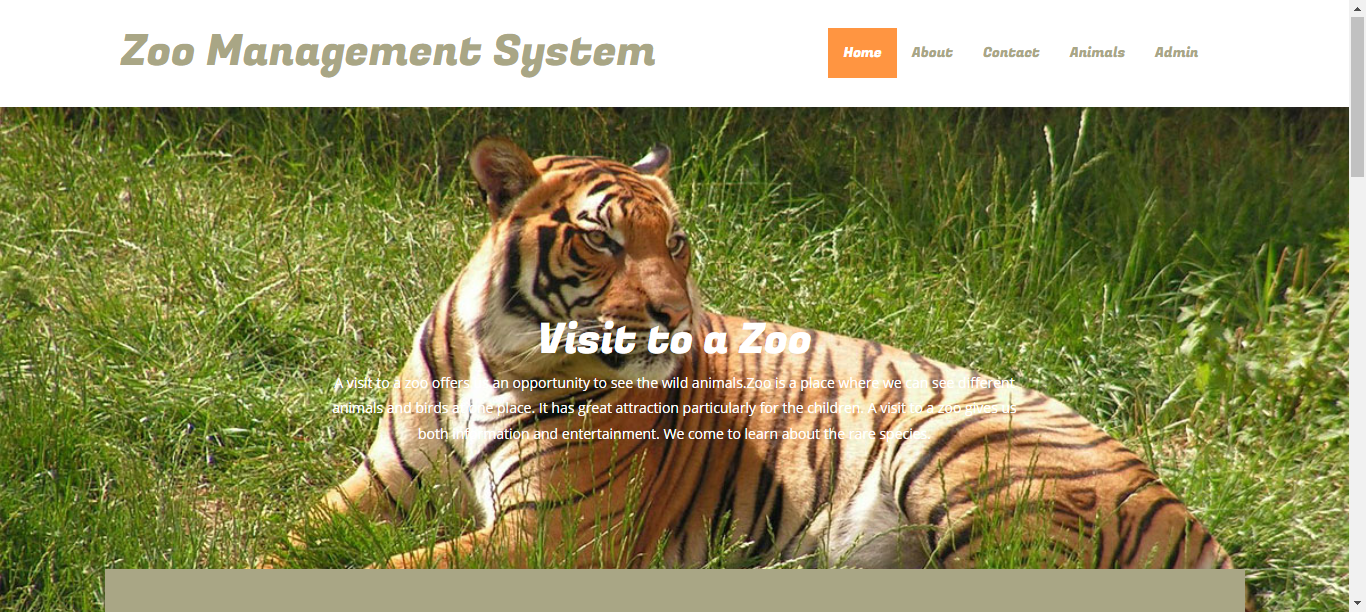 Zoo Management System
Home About Contact Animals Admin
Visit to a Zoo
A visit to a zoo offers us an opportunity to see the wild animals.Zoo is a place where we can see different
animals and birds at one place. It has great attraction particularly for the children. A visit to a zoo gives us
both information and entertainment. We come to learn about the rare species.